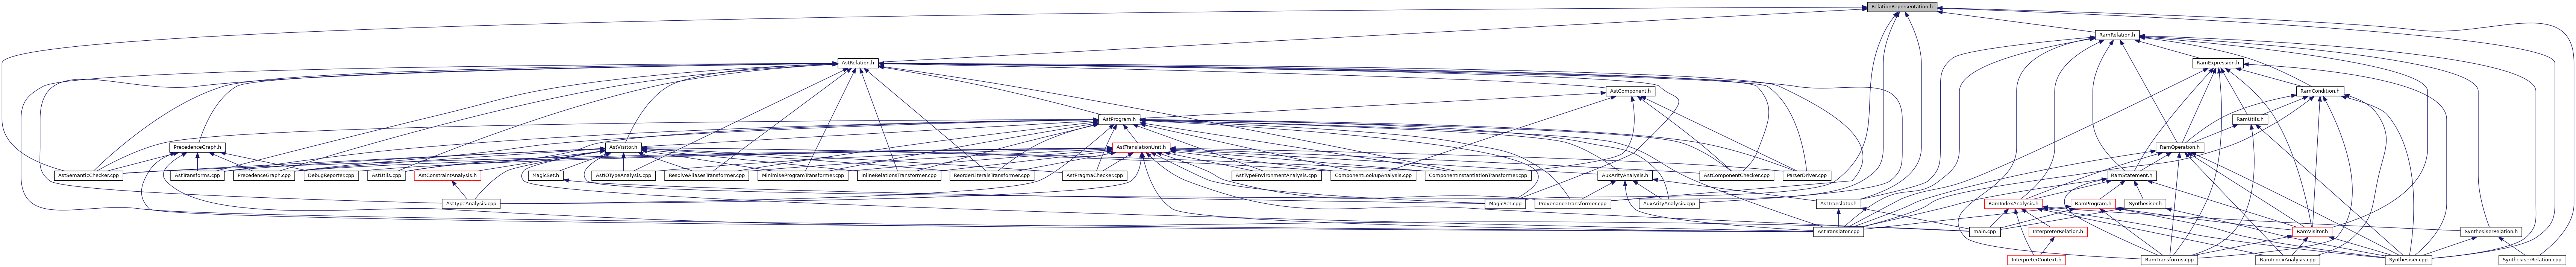 RelationRepresentation.h
RamRelation.h
AstRelation.h
RamExpression.h
AstComponent.h
RamCondition.h
AstProgram.h
RamUtils.h
PrecedenceGraph.h
AstVisitor.h
AstTranslationUnit.h
RamOperation.h
AstSemanticChecker.cpp
AstTransforms.cpp
PrecedenceGraph.cpp
DebugReporter.cpp
AstUtils.cpp
AstConstraintAnalysis.h
MagicSet.h
AstIOTypeAnalysis.cpp
ResolveAliasesTransformer.cpp
MinimiseProgramTransformer.cpp
InlineRelationsTransformer.cpp
ReorderLiteralsTransformer.cpp
AstPragmaChecker.cpp
AstTypeEnvironmentAnalysis.cpp
ComponentLookupAnalysis.cpp
ComponentInstantiationTransformer.cpp
AuxArityAnalysis.h
AstComponentChecker.cpp
ParserDriver.cpp
RamStatement.h
AstTypeAnalysis.cpp
MagicSet.cpp
ProvenanceTransformer.cpp
AuxArityAnalysis.cpp
AstTranslator.h
RamIndexAnalysis.h
RamProgram.h
Synthesiser.h
AstTranslator.cpp
main.cpp
InterpreterRelation.h
RamVisitor.h
SynthesiserRelation.h
InterpreterContext.h
RamTransforms.cpp
RamIndexAnalysis.cpp
Synthesiser.cpp
SynthesiserRelation.cpp